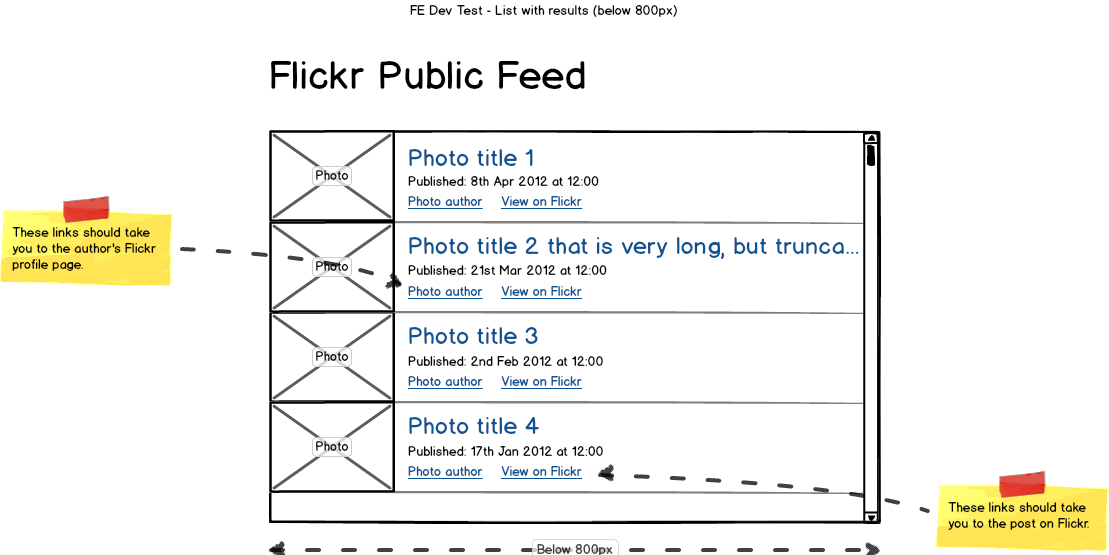 FE Dev Test - List with results (below 800px)
Flickr Public Feed
Photo
Photo title 1
Published: 8th Apr 2012 at 12:00
Photo author View on Flickr
These links should take
you to the author's Flickr
profile page.
Photo
Photo title 2 that is very long, but trunca...
Published: 21st Mar 2012 at 12:00
Photo author View on Flickr
Photo
Photo title 3
Published: 2nd Feb 2012 at 12:00
Photo author View on Flickr
Photo
Photo title 4
Published: 17th Jan 2012 at 12:00
Photo author View on Flickr
These links should take
you to the post on Flickr.
Below 800px